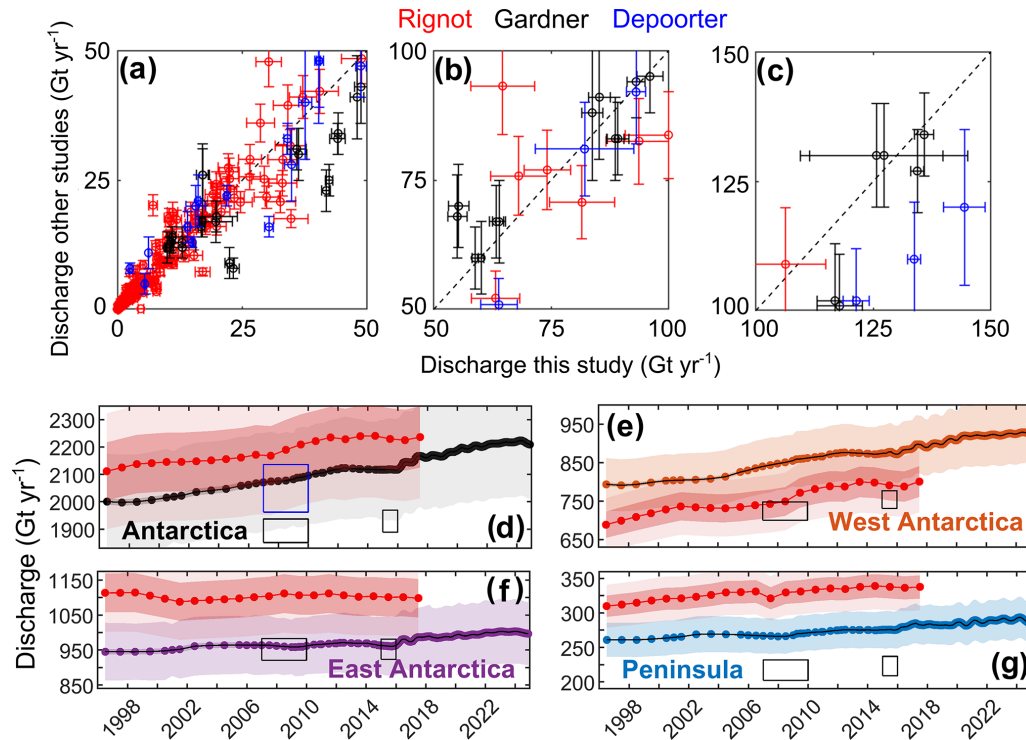 Rignot Gardner Depoorter
(a) (b) (c)
Discharge other studies (Gt yr⁻¹)
50
25
0
0 25 50
100
75
50
50 75 100
150
125
100
100 125 150
Discharge this study (Gt yr⁻¹)
Discharge (Gt yr⁻¹)
2300
2200
2100
2000
1900
Antarctica
(d)
950
850
750
650
(e)
West Antarctica
1150
1050
950
850
(f)
East Antarctica
350
300
250
200
Peninsula
(g)
1998 2002 2006 2010 2014 2018 2022
1998 2002 2006 2010 2014 2018 2022